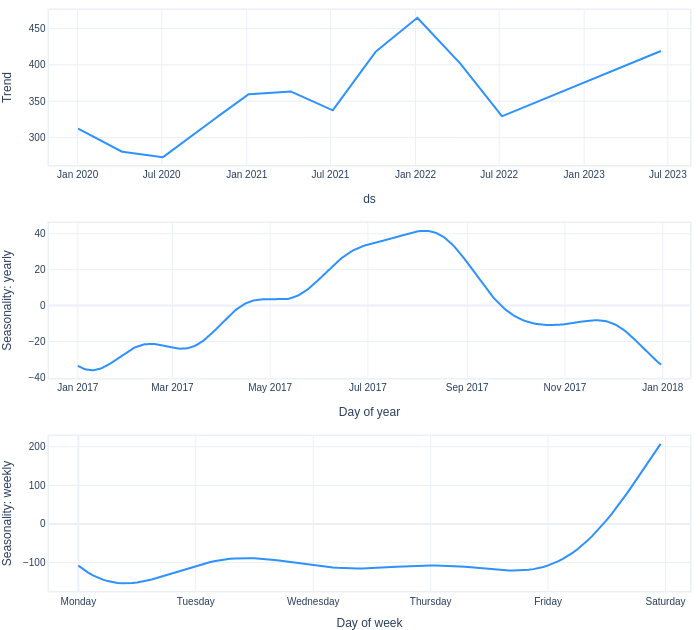 450
400
350
300
Trend
Jan 2020 Jul 2020 Jan 2021 Jul 2021 Jan 2022 Jul 2022 Jan 2023 Jul 2023
ds
40
20
0
−20
−40
Seasonality: yearly
Jan 2017 Mar 2017 May 2017 Jul 2017 Sep 2017 Nov 2017 Jan 2018
Day of year
200
100
0
−100
Seasonality: weekly
Monday Tuesday Wednesday Thursday Friday Saturday
Day of week